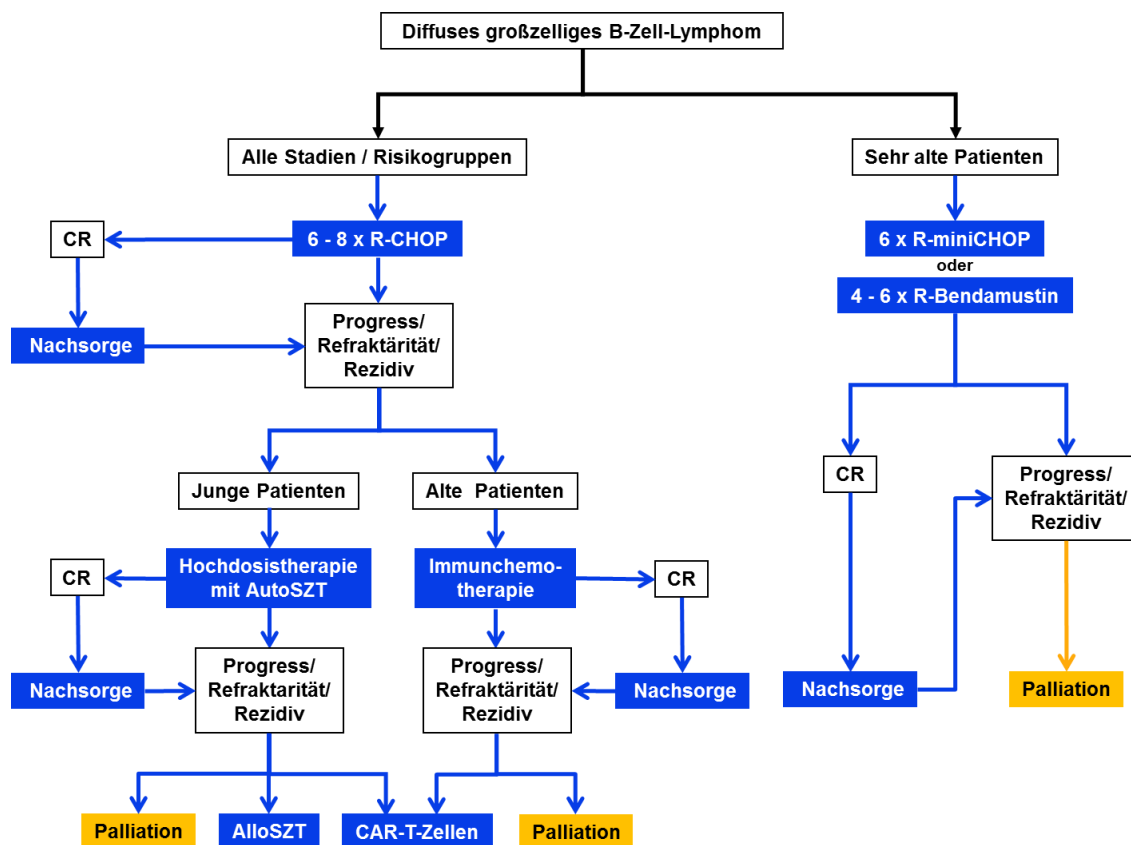 Diffuses großzelliges B-Zell-Lymphom
Alle Stadien / Risikogruppen
Sehr alte Patienten
CR
6 - 8 x R-CHOP
6 x R-miniCHOP
oder
4 - 6 x R-Bendamustin
Nachsorge
Progress/
Refraktärität/
Rezidiv
Junge Patienten
Alte Patienten
CR
Progress/
Refraktärität/
Rezidiv
CR
Hochdosistherapie
mit AutoSZT
Immunchemo-
therapie
CR
Nachsorge
Progress/
Refraktarität/
Rezidiv
Progress/
Refraktärität/
Rezidiv
Nachsorge
Nachsorge
Palliation
Palliation
AlloSZT
CAR-T-Zellen
Palliation